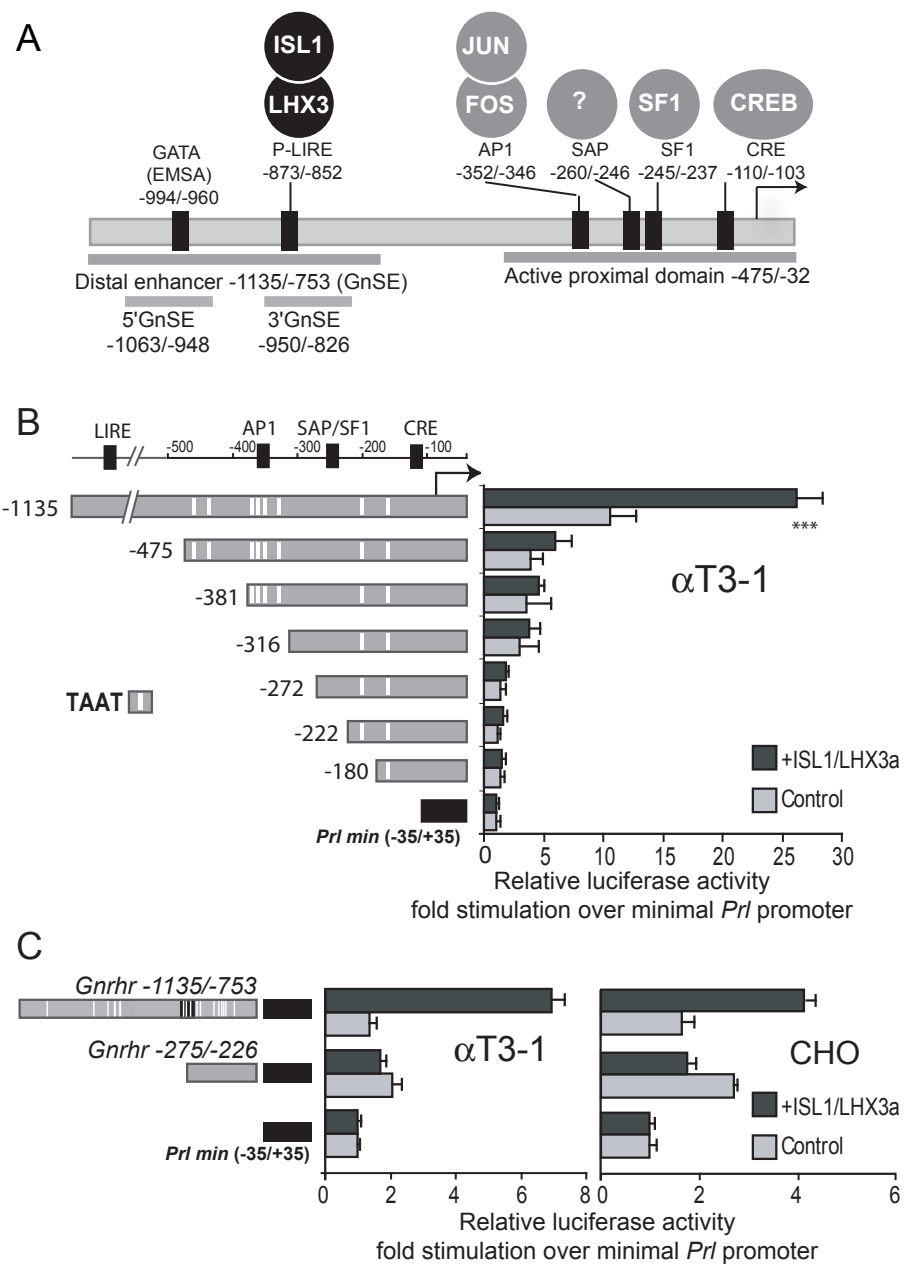 A
ISL1
LHX3
JUN
FOS
?
SF1
CREB
GATA
(EMSA)
-994/-960
P-LIRE
-873/-852
AP1
-352/-346
SAP
-260/-246
SF1
-245/-237
CRE
-110/-103
Distal enhancer -1135/-753 (GnSE)
Active proximal domain -475/-32
5'GnSE
-1063/-948
3'GnSE
-950/-826
B
LIRE
AP1
SAP/SF1
CRE
-500
-400
-300
-200
-100
-1135
-475
-381
-316
-272
-222
-180
TAAT
Prl min (-35/+35)
***
αT3-1
+ISL1/LHX3a
Control
0 5 10 15 20 25 30
Relative luciferase activity
fold stimulation over minimal Prl promoter
C
Gnrhr -1135/-753
Gnrhr -275/-226
Prl min (-35/+35)
αT3-1
CHO
+ISL1/LHX3a
Control
0 2 4 6 8
0 2 4 6
Relative luciferase activity
fold stimulation over minimal Prl promoter